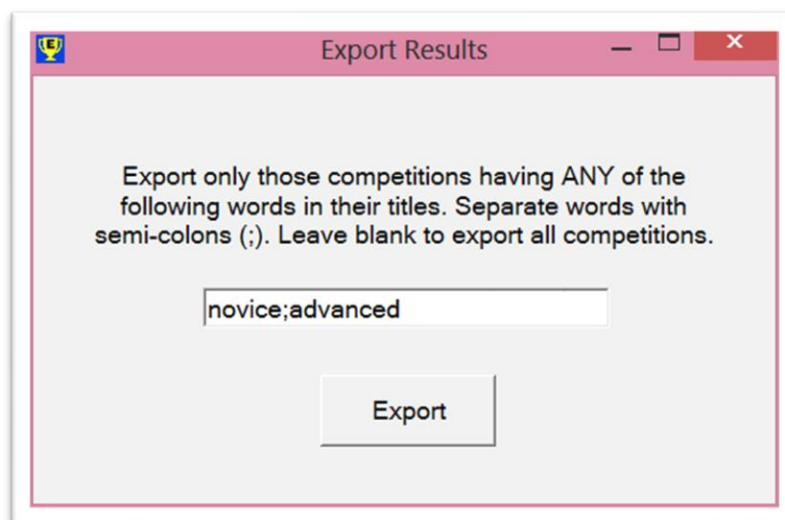 E
Export Results
Export only those competitions having ANY of the
following words in their titles. Separate words with
semi-colons (;). Leave blank to export all competitions.
novice;advanced
Export